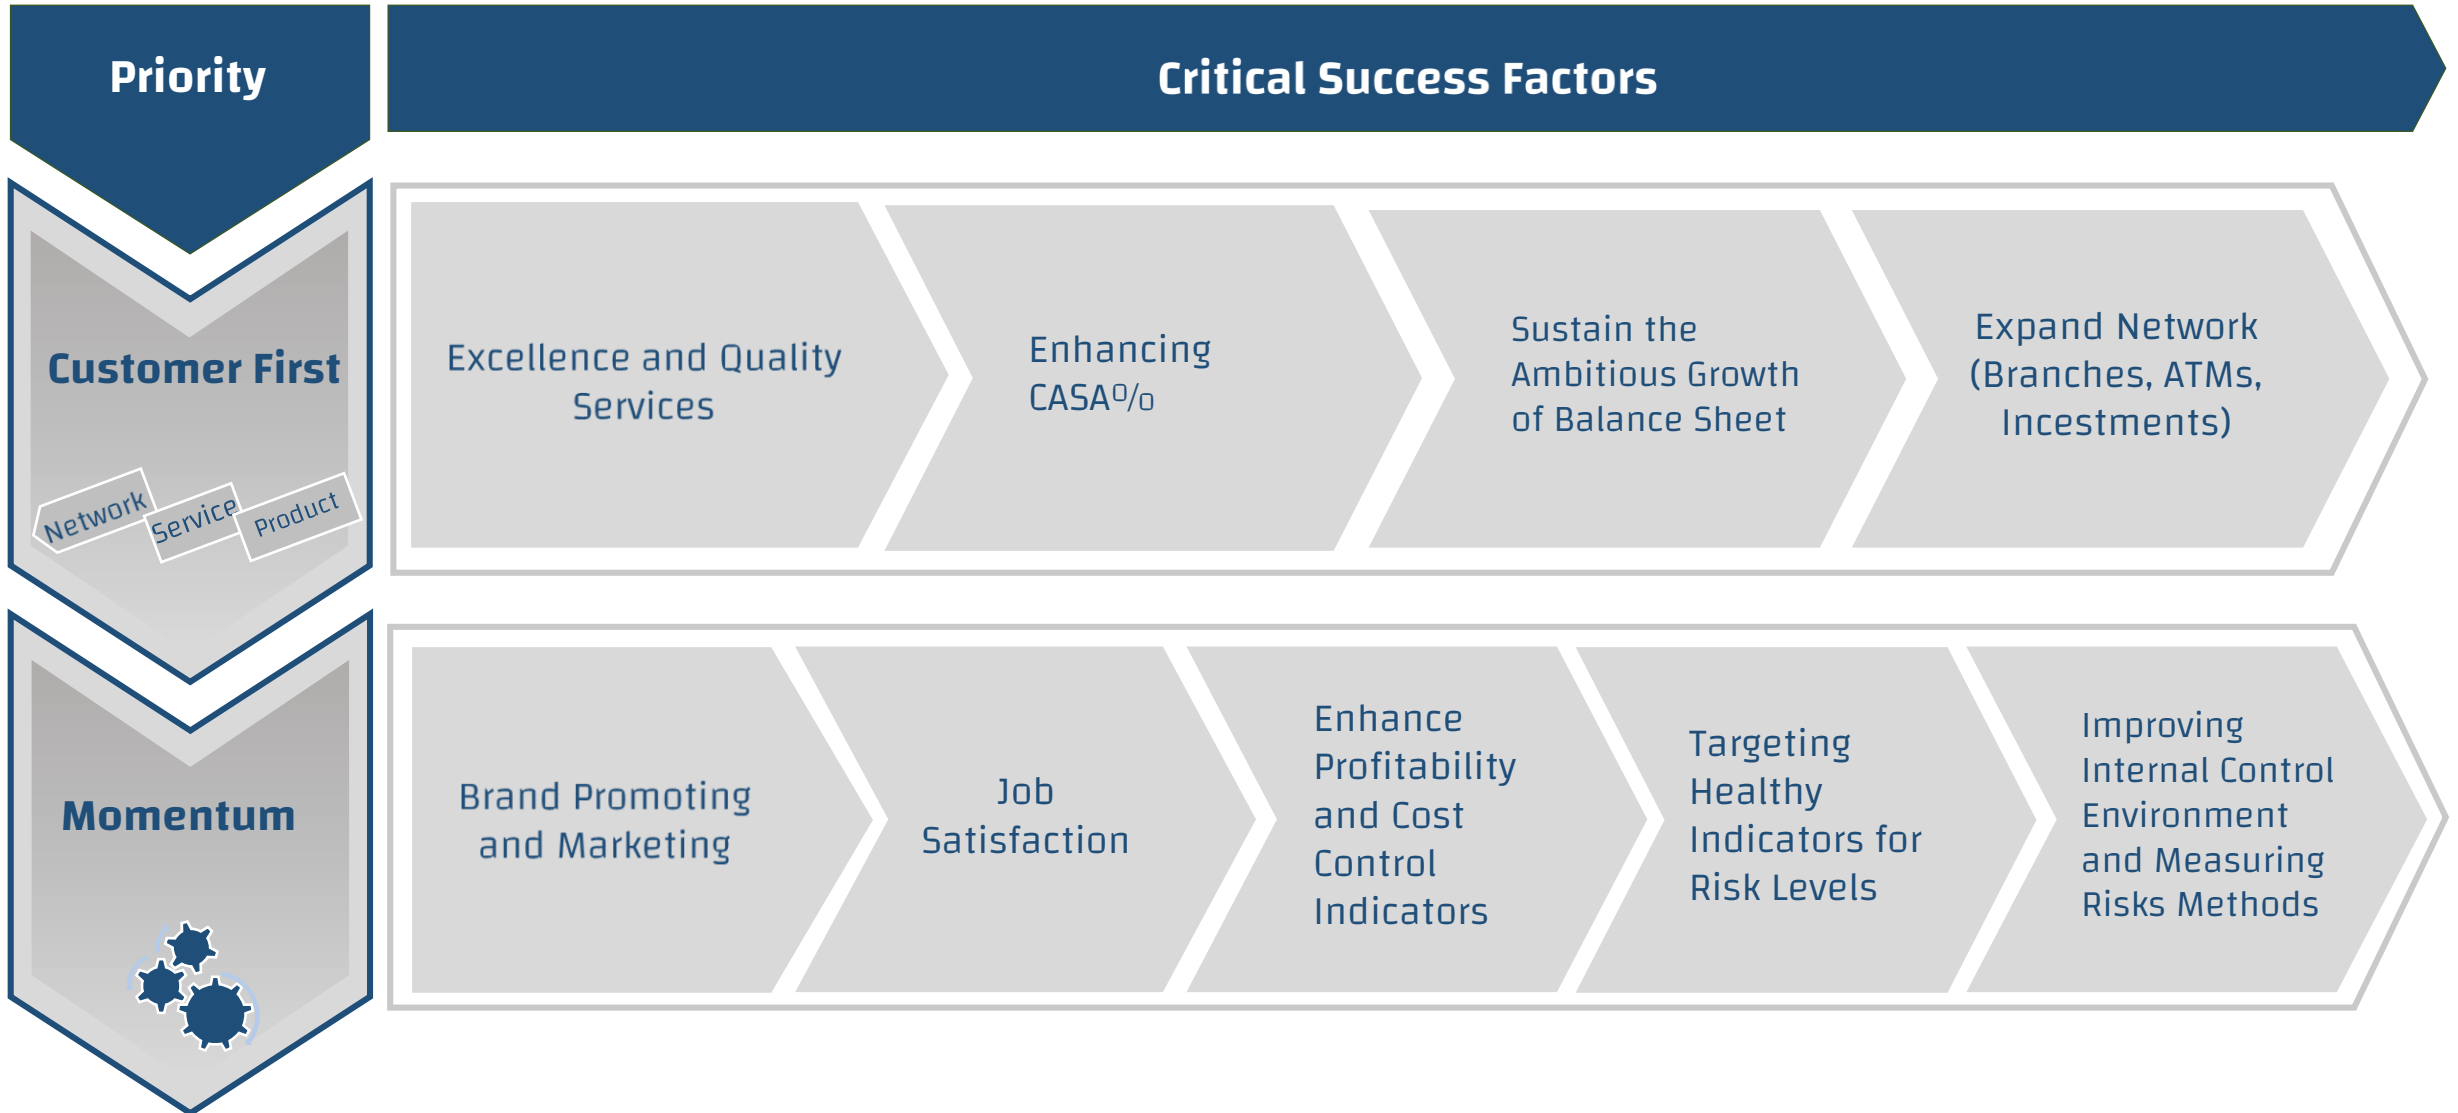 Priority
Critical Success Factors
Customer First
Network
Service
Product
Excellence and Quality
Services
Enhancing
CASA%
Sustain the
Ambitious Growth
of Balance Sheet
Expand Network
(Branches, ATMs,
Incestments)
Momentum
Brand Promoting
and Marketing
Job
Satisfaction
Enhance
Profitability
and Cost
Control
Indicators
Targeting
Healthy
Indicators for
Risk Levels
Improving
Internal Control
Environment
and Measuring
Risks Methods